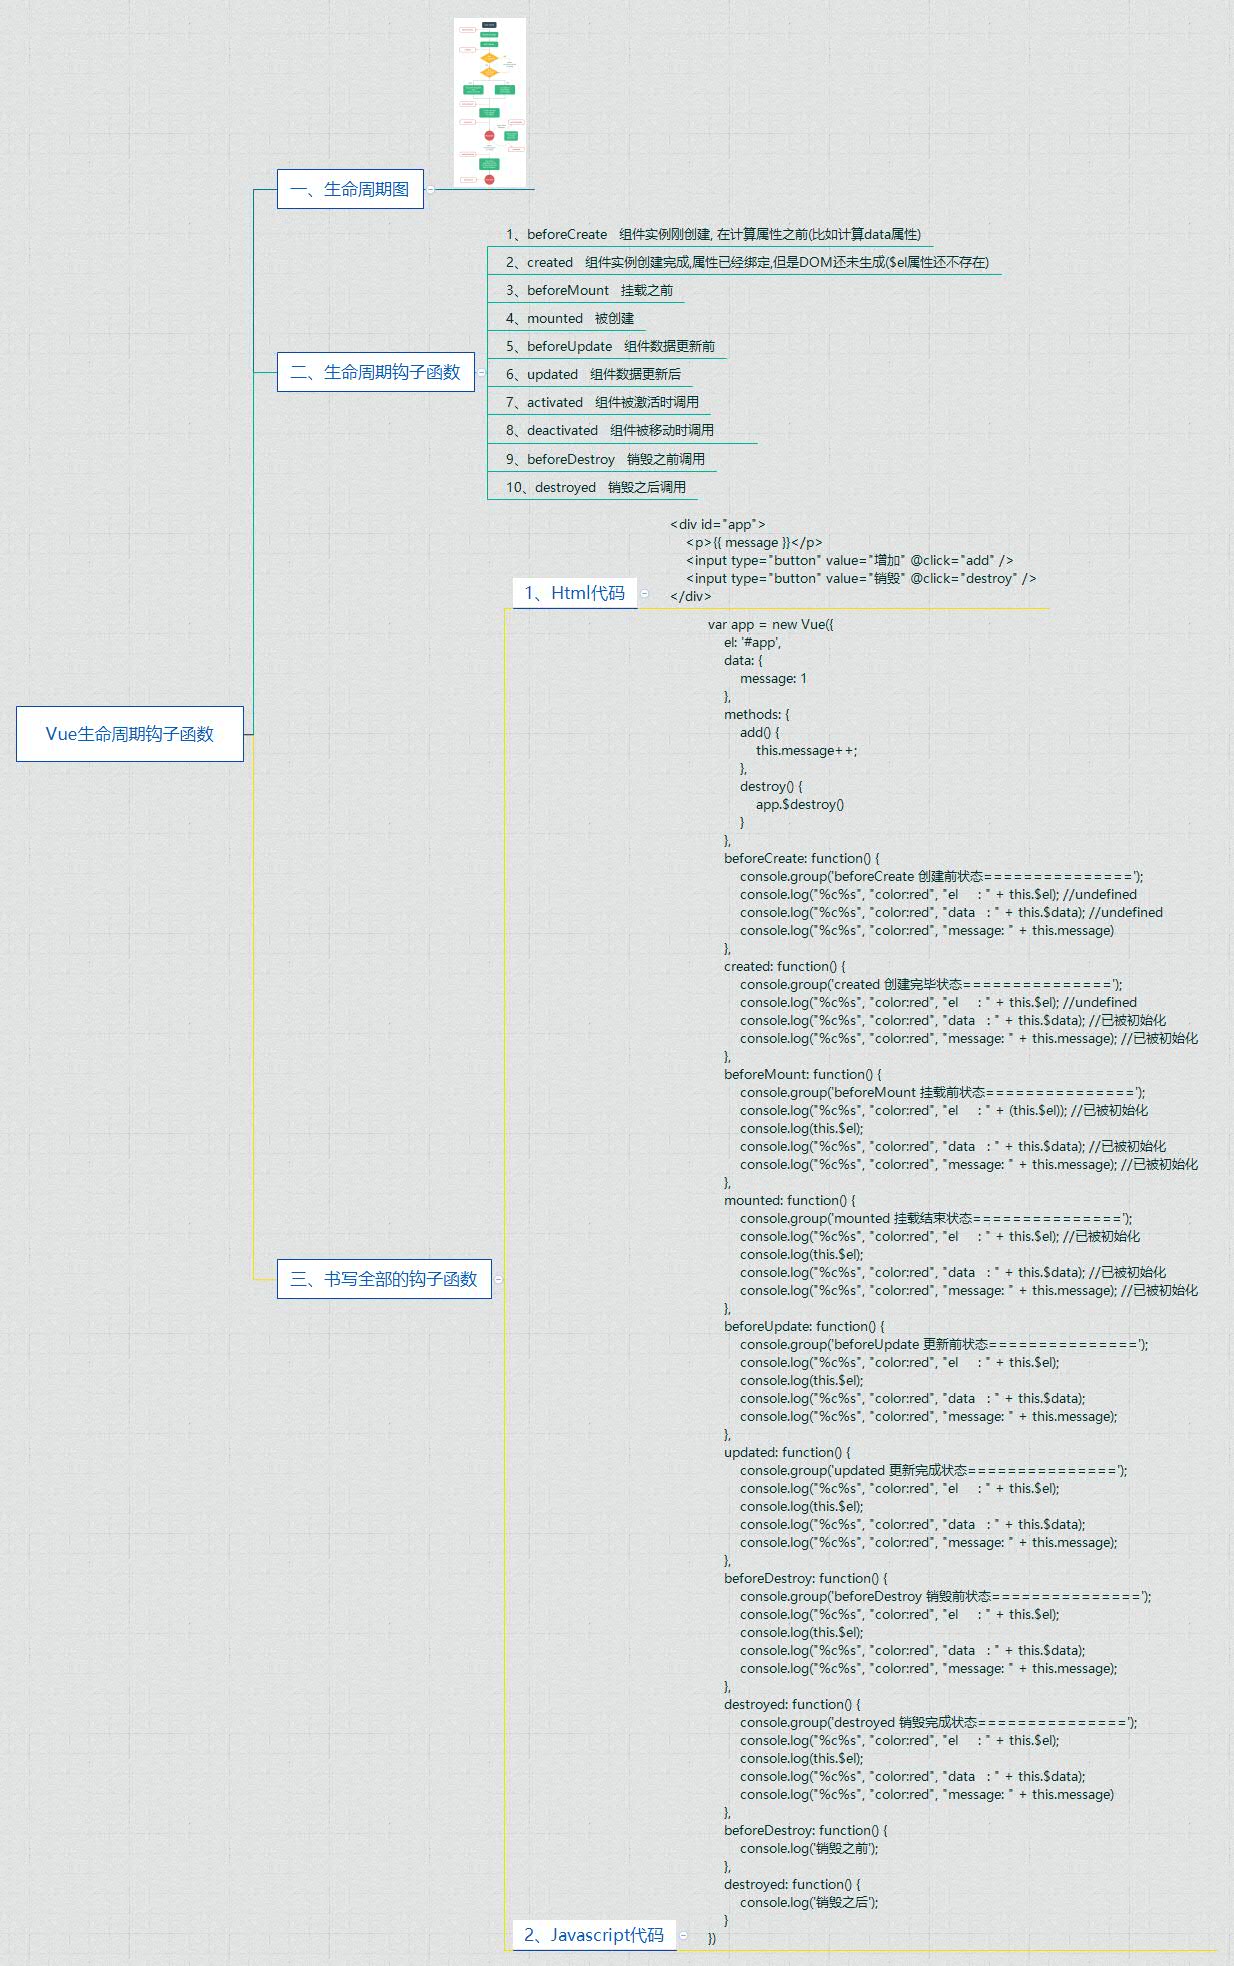 Vue生命周期钩子函数
一、生命周期图
二、生命周期钩子函数
1、beforeCreate 组件实例刚创建, 在计算属性之前(比如计算data属性)
2、created 组件实例创建完成,属性已经绑定,但是DOM还未生成($el属性还不存在)
3、beforeMount 挂载之前
4、mounted 被创建
5、beforeUpdate 组件数据更新前
6、updated 组件数据更新后
7、activated 组件被激活时调用
8、deactivated 组件被移动时调用
9、beforeDestroy 销毁之前调用
10、destroyed 销毁之后调用
三、书写全部的钩子函数
1、Html代码
<div id="app">
<p>{{ message }}</p>
<input type="button" value="增加" @click="add" />
<input type="button" value="销毁" @click="destroy" />
</div>
2、Javascript代码
var app = new Vue({
el: '#app',
data: {
message: 1
},
methods: {
add() {
this.message++;
},
destroy() {
app.$destroy()
}
},
beforeCreate: function() {
console.group('beforeCreate 创建前状态===============');
console.log("%c%s", "color:red", "el     : " + this.$el); //undefined
console.log("%c%s", "color:red", "data   : " + this.$data); //undefined
console.log("%c%s", "color:red", "message: " + this.message)
},
created: function() {
console.group('created 创建完毕状态===============');
console.log("%c%s", "color:red", "el     : " + this.$el); //undefined
console.log("%c%s", "color:red", "data   : " + this.$data); //已被初始化
console.log("%c%s", "color:red", "message: " + this.message); //已被初始化
},
beforeMount: function() {
console.group('beforeMount 挂载前状态===============');
console.log("%c%s", "color:red", "el     : " + (this.$el)); //已被初始化
console.log(this.$el);
console.log("%c%s", "color:red", "data   : " + this.$data); //已被初始化
console.log("%c%s", "color:red", "message: " + this.message); //已被初始化
},
mounted: function() {
console.group('mounted 挂载结束状态===============');
console.log("%c%s", "color:red", "el     : " + this.$el); //已被初始化
console.log(this.$el);
console.log("%c%s", "color:red", "data   : " + this.$data); //已被初始化
console.log("%c%s", "color:red", "message: " + this.message); //已被初始化
},
beforeUpdate: function() {
console.group('beforeUpdate 更新前状态===============');
console.log("%c%s", "color:red", "el     : " + this.$el);
console.log(this.$el);
console.log("%c%s", "color:red", "data   : " + this.$data);
console.log("%c%s", "color:red", "message: " + this.message);
},
updated: function() {
console.group('updated 更新完成状态===============');
console.log("%c%s", "color:red", "el     : " + this.$el);
console.log(this.$el);
console.log("%c%s", "color:red", "data   : " + this.$data);
console.log("%c%s", "color:red", "message: " + this.message);
},
beforeDestroy: function() {
console.group('beforeDestroy 销毁前状态===============');
console.log("%c%s", "color:red", "el     : " + this.$el);
console.log(this.$el);
console.log("%c%s", "color:red", "data   : " + this.$data);
console.log("%c%s", "color:red", "message: " + this.message);
},
destroyed: function() {
console.group('destroyed 销毁完成状态===============');
console.log("%c%s", "color:red", "el     : " + this.$el);
console.log(this.$el);
console.log("%c%s", "color:red", "data   : " + this.$data);
console.log("%c%s", "color:red", "message: " + this.message)
},
beforeDestroy: function() {
console.log('销毁之前');
},
destroyed: function() {
console.log('销毁之后');
}
})